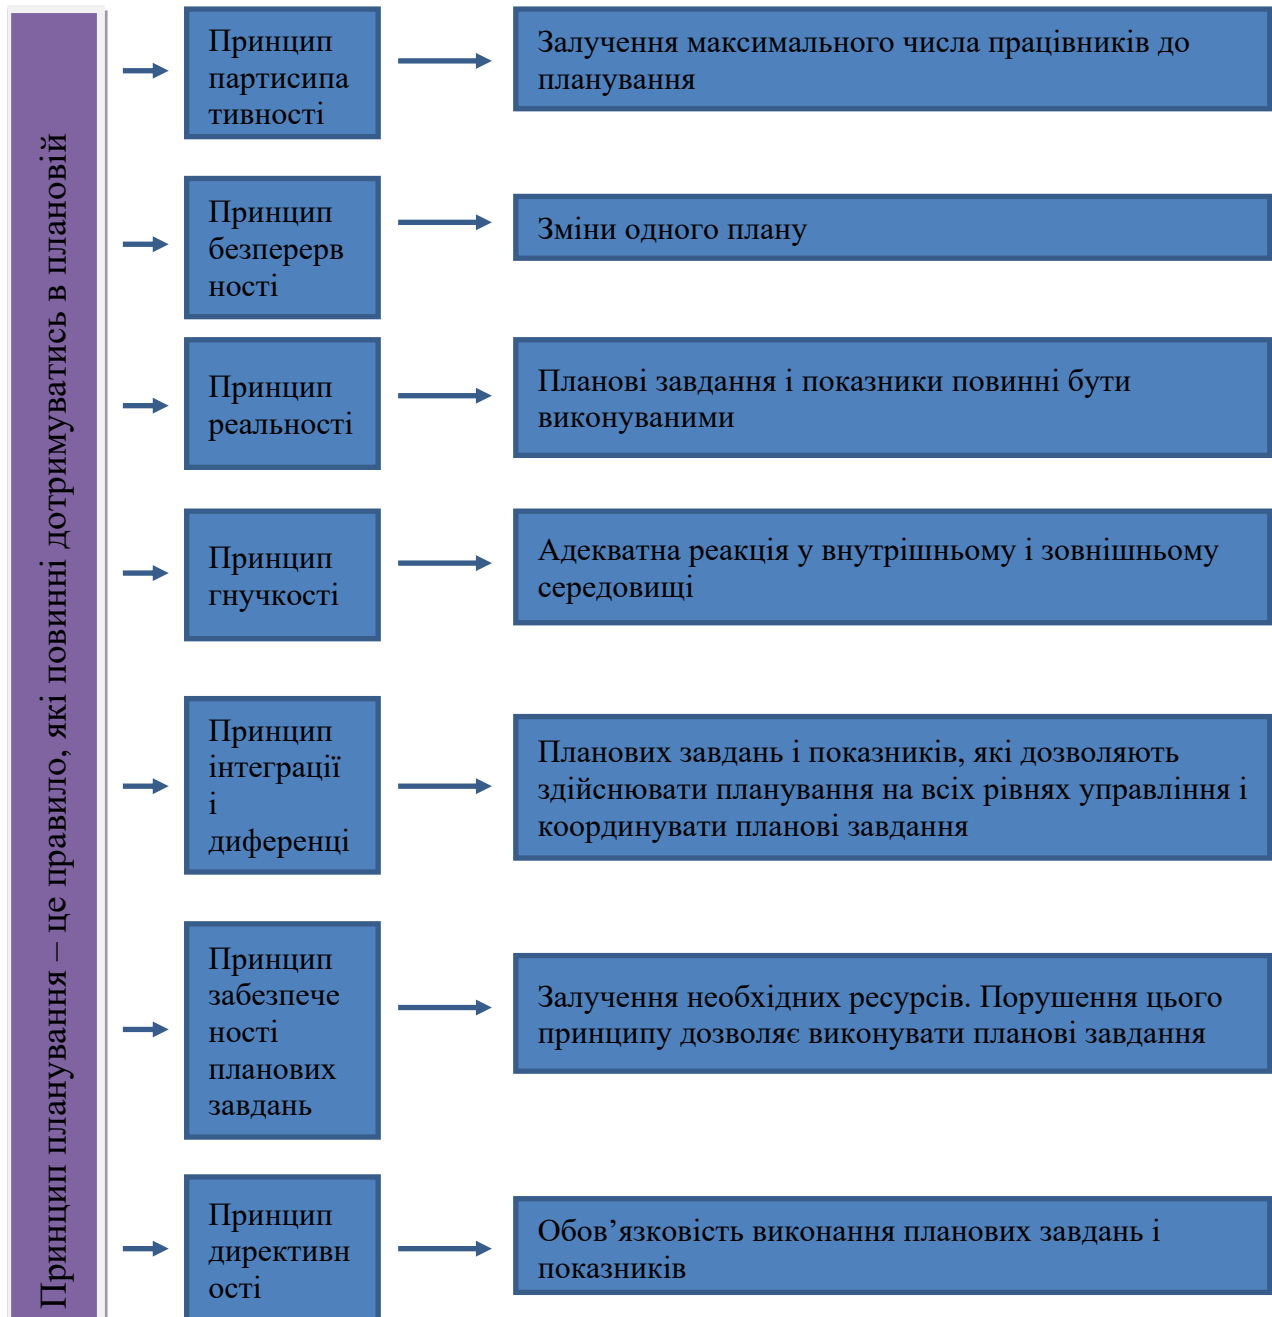 Принцип планування – це правило, які повинні дотримуватись в плановій
Принцип
партисипа
тивності
Залучення максимального числа працівників до
планування
Принцип
безперерв
ності
Зміни одного плану
Принцип
реальності
Планові завдання і показники повинні бути
виконуваними
Принцип
гнучкості
Адекватна реакція у внутрішньому і зовнішньому
середовищі
Принцип
інтеграції
і
диференці
Планових завдань і показників, які дозволяють
здійснювати планування на всіх рівнях управління і
координувати планові завдання
Принцип
забезпече
ності
планових
завдань
Залучення необхідних ресурсів. Порушення цього
принципу дозволяє виконувати планові завдання
Принцип
директивн
ості
Обов’язковість виконання планових завдань і
показників